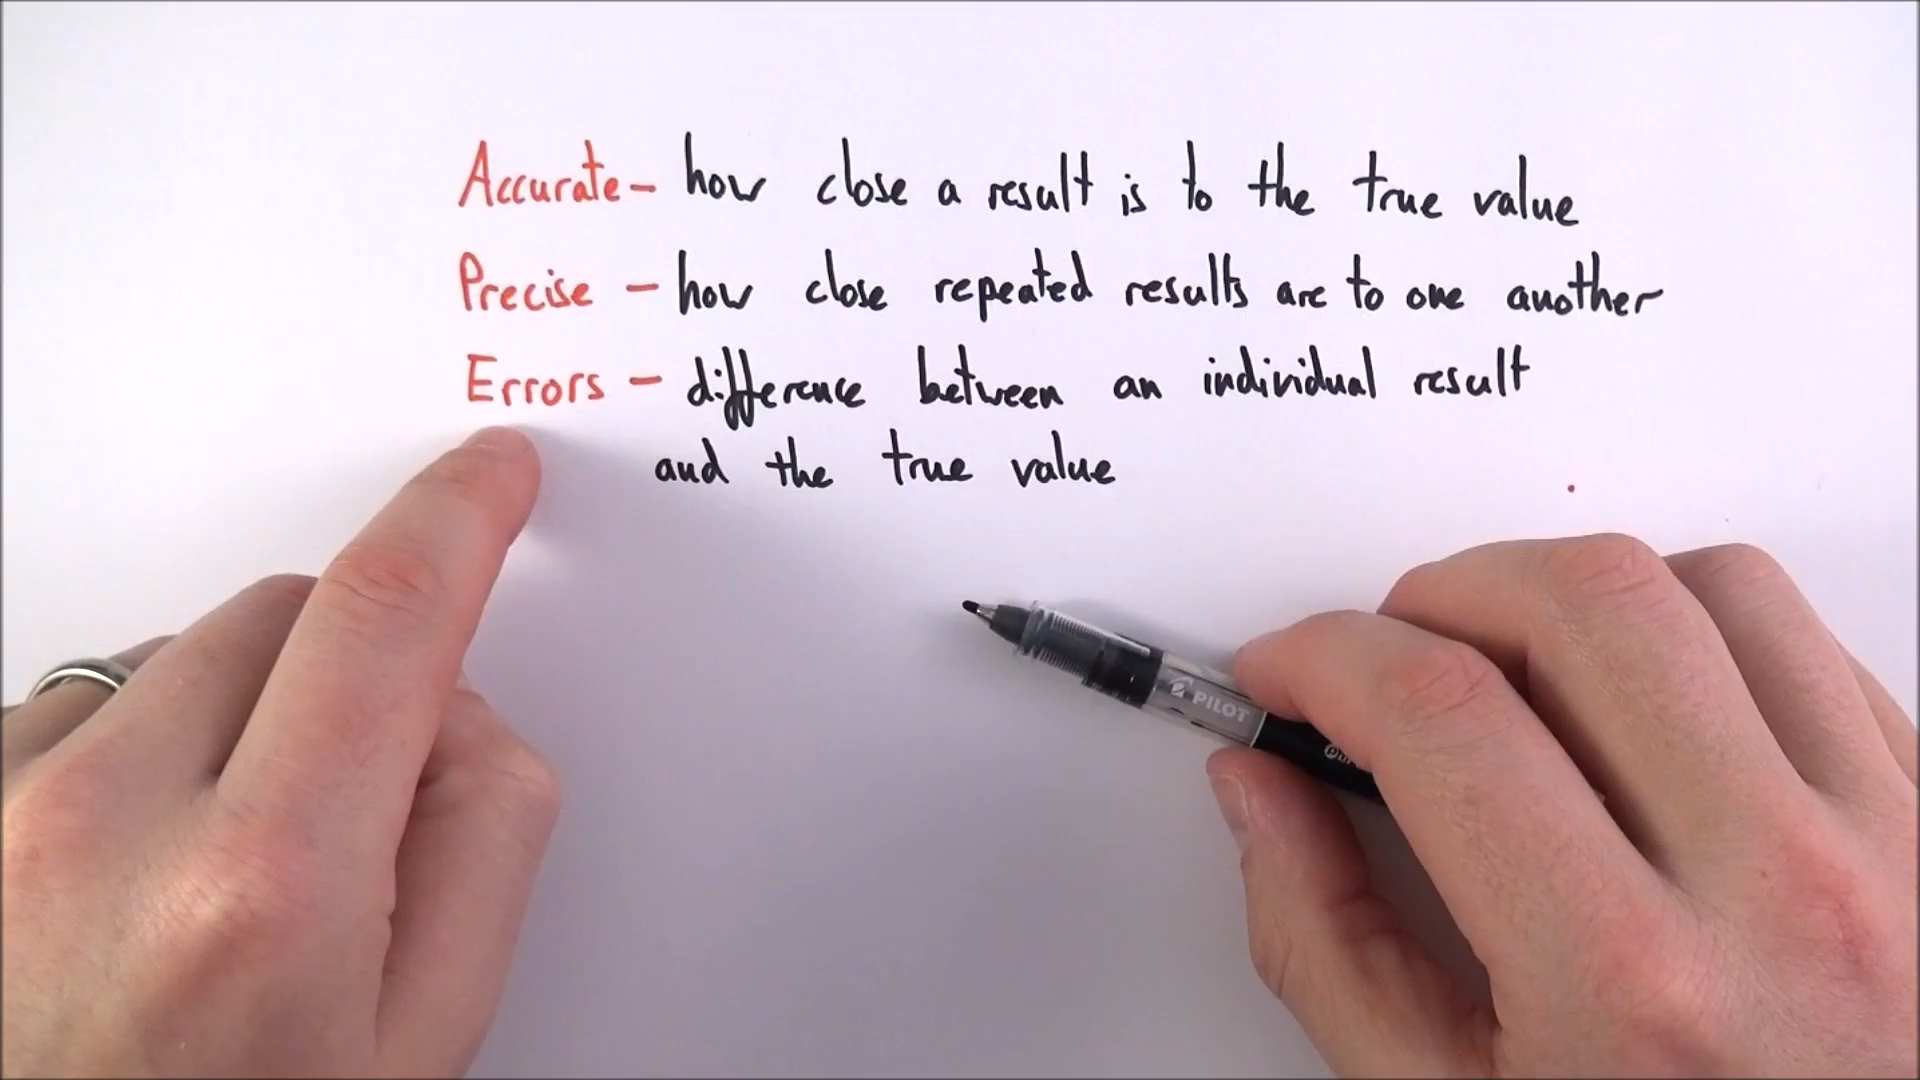 Accurate - how close a result is to the true value
Precise - how close repeated results are to one another
Errors - difference between an individual result
and the true value
PILOT